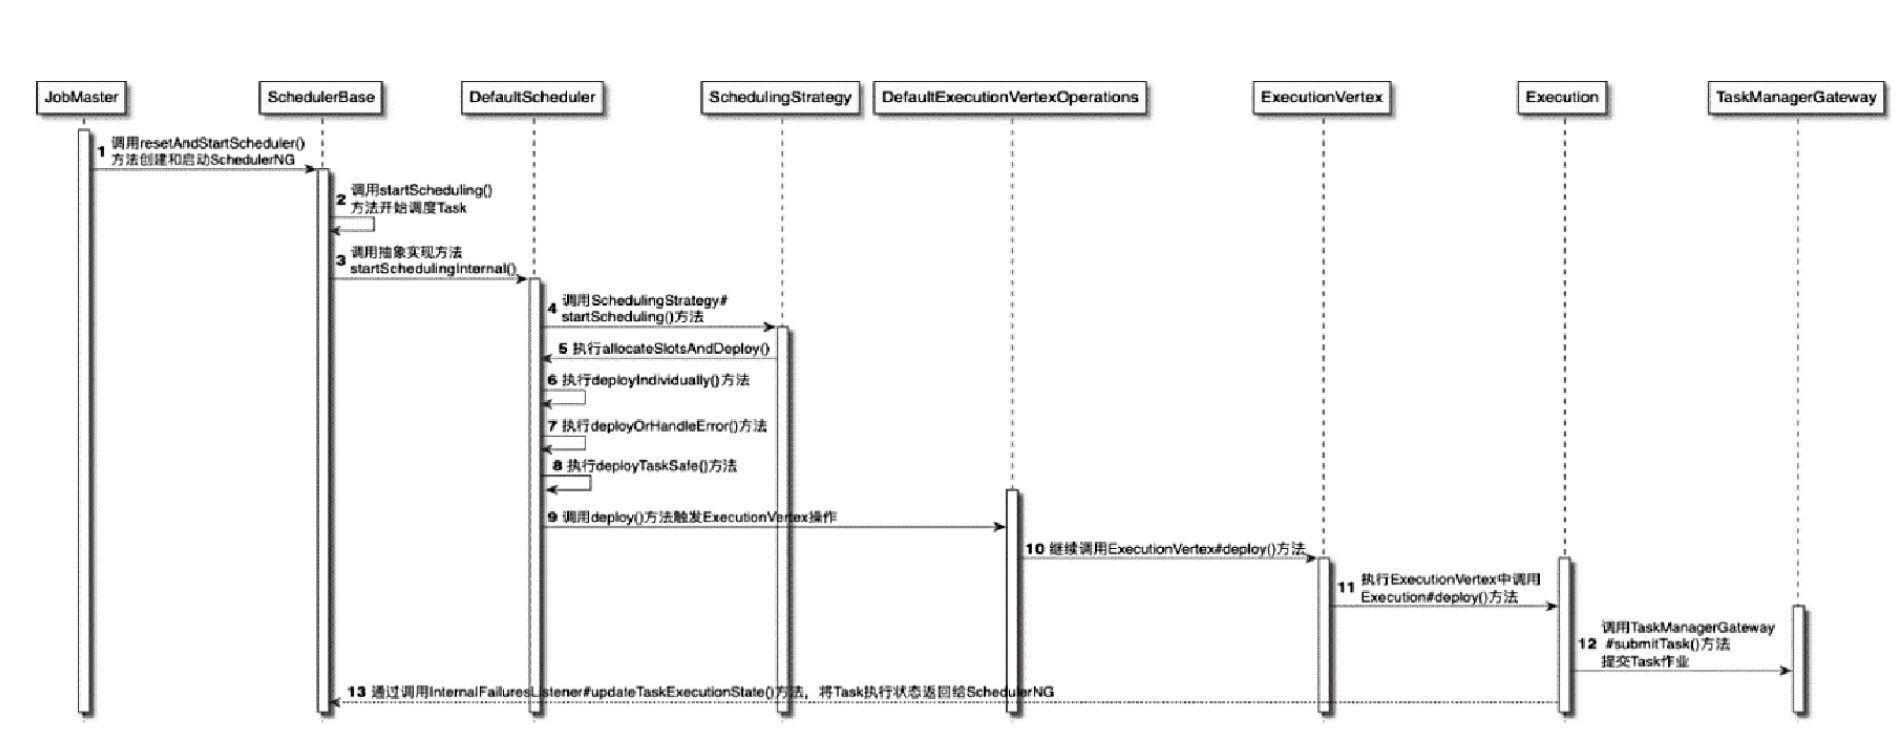 JobMaster
SchedulerBase
DefaultScheduler
SchedulingStrategy
DefaultExecutionVertexOperations
ExecutionVertex
Execution
TaskManagerGateway
1 调用resetAndStartScheduler()
方法创建和启动SchedulerNG
2 调用startScheduling()
方法开始调度Task
3 调用抽象实现方法
startSchedulingInternal()
4 调用SchedulingStrategy#
startScheduling()方法
5 执行allocateSlotsAndDeploy()
6 执行deployIndividually()方法
7 执行deployOrHandleError()方法
8 执行deployTaskSafe()方法
9 调用deploy()方法触发ExecutionVertex操作
10 继续调用ExecutionVertex#deploy()方法
11 执行ExecutionVertex中调用
Execution#deploy()方法
调用TaskManagerGateway
12 #submitTask()方法
提交Task作业
13 通过调用InternalFailuresListener#updateTaskExecutionState()方法，将Task执行状态返回给SchedulerNG